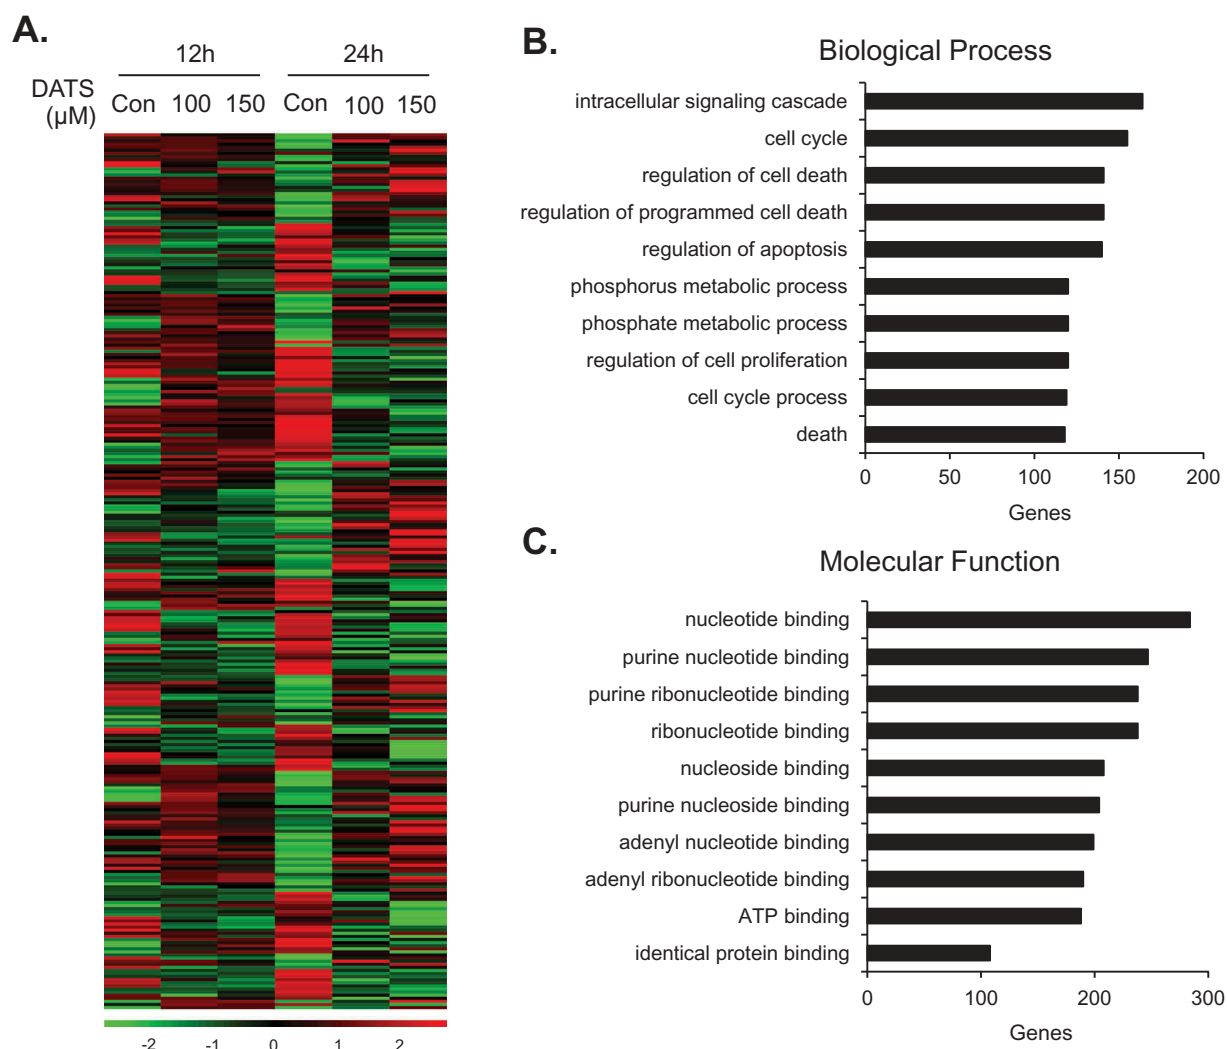 A.
12h 24h
DATS
(µM)
Con 100 150 Con 100 150
-2 -1 0 1 2
B.
Biological Process
intracellular signaling cascade
cell cycle
regulation of cell death
regulation of programmed cell death
regulation of apoptosis
phosphorus metabolic process
phosphate metabolic process
regulation of cell proliferation
cell cycle process
death
0 50 100 150 200
Genes
C.
Molecular Function
nucleotide binding
purine nucleotide binding
purine ribonucleotide binding
ribonucleotide binding
nucleoside binding
purine nucleoside binding
adenyl nucleotide binding
adenyl ribonucleotide binding
ATP binding
identical protein binding
0 100 200 300
Genes